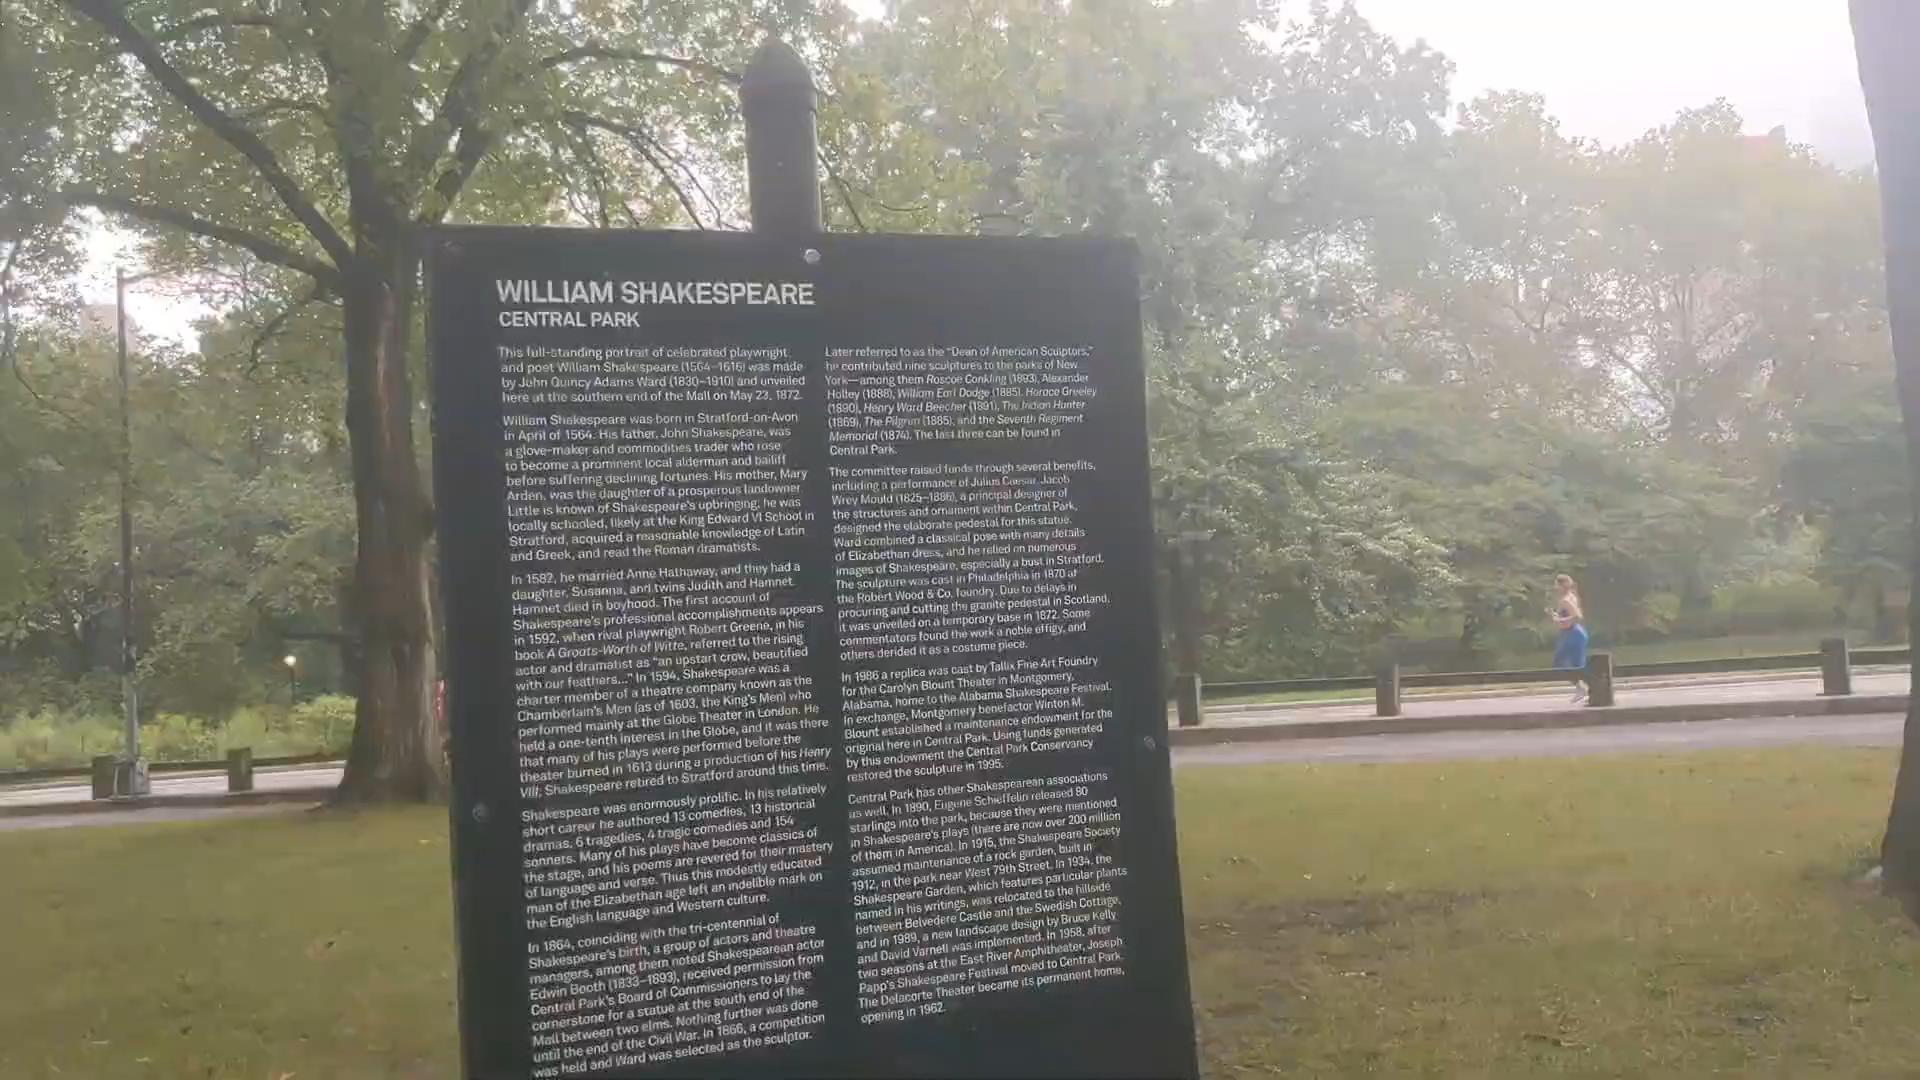 WILLIAM SHAKESPEARE
CENTRAL PARK
This full-standing portrait of celebrated playwright
and poet William Shakespeare (1564–1616) was made
by John Quincy Adams Ward (1830–1910) and unveiled
here at the southern end of the Mall on May 23, 1872.
William Shakespeare was born in Stratford-on-Avon
in April of 1564. His father, John Shakespeare, was
a glove-maker and commodities trader who rose
to become a prominent local alderman and bailiff
before suffering declining fortunes. His mother, Mary
Arden, was the daughter of a prosperous landowner.
Little is known of Shakespeare's upbringing; he was
locally schooled, likely at the King Edward VI School in
Stratford, acquired a reasonable knowledge of Latin
and Greek, and read the Roman dramatists.
In 1582, he married Anne Hathaway, and they had a
daughter, Susanna, and twins Judith and Hamnet.
Hamnet died in boyhood. The first account of
Shakespeare's professional accomplishments appears
in 1592, when rival playwright Robert Greene, in his
book A Groats-Worth of Witte, referred to the rising
actor and dramatist as "an upstart crow, beautified
with our feathers..." In 1594, Shakespeare was a
charter member of a theatre company known as the
Chamberlain's Men (as of 1603, the King's Men) who
performed mainly at the Globe Theater in London. He
held a one-tenth interest in the Globe, and it was there
that many of his plays were performed before the
theater burned in 1613 during a production of his Henry
VIII; Shakespeare retired to Stratford around this time.
Shakespeare was enormously prolific. In his relatively
short career he authored 13 comedies, 13 historical
dramas, 6 tragedies, 4 tragic comedies and 154
sonnets. Many of his plays have become classics of
the stage, and his poems are revered for their mastery
of language and verse. Thus this modestly educated
man of the Elizabethan age left an indelible mark on
the English language and Western culture.
In 1864, coinciding with the tri-centennial of
Shakespeare's birth, a group of actors and theatre
managers, among them noted Shakespearean actor
Edwin Booth (1833–1893), received permission from
Central Park's Board of Commissioners to lay the
cornerstone for a statue at the south end of the
Mall between two elms. Nothing further was done
until the end of the Civil War. In 1866, a competition
was held and Ward was selected as the sculptor.
Later referred to as the "Dean of American Sculptors,"
he contributed nine sculptures to the parks of New
York—among them Roscoe Conkling (1893), Alexander
Holley (1888), William Earl Dodge (1885), Horace Greeley
(1890), Henry Ward Beecher (1891), The Indian Hunter
(1869), The Pilgrim (1885), and the Seventh Regiment
Memorial (1874). The last three can be found in
Central Park.
The committee raised funds through several benefits,
including a performance of Julius Caesar. Jacob
Wrey Mould (1825–1886), a principal designer of
the structures and ornament within Central Park,
designed the elaborate pedestal for this statue.
Ward combined a classical pose with many details
of Elizabethan dress, and he relied on numerous
images of Shakespeare, especially a bust in Stratford.
The sculpture was cast in Philadelphia in 1870 at
the Robert Wood & Co. foundry. Due to delays in
procuring and cutting the granite pedestal in Scotland,
it was unveiled on a temporary base in 1872. Some
commentators found the work a noble effigy, and
others derided it as a costume piece.
In 1986 a replica was cast by Tallix Fine Art Foundry
for the Carolyn Blount Theater in Montgomery,
Alabama, home to the Alabama Shakespeare Festival.
In exchange, Montgomery benefactor Winton M.
Blount established a maintenance endowment for the
original here in Central Park. Using funds generated
by this endowment the Central Park Conservancy
restored the sculpture in 1995.
Central Park has other Shakespearean associations
as well. In 1890, Eugene Schieffelin released 80
starlings into the park, because they were mentioned
in Shakespeare's plays (there are now over 200 million
of them in America). In 1915, the Shakespeare Society
assumed maintenance of a rock garden, built in
1912, in the park near West 79th Street. In 1934, the
Shakespeare Garden, which features particular plants
named in his writings, was relocated to the hillside
between Belvedere Castle and the Swedish Cottage,
and in 1989, a new landscape design by Bruce Kelly
and David Varnell was implemented. In 1958, after
two seasons at the East River Amphitheater, Joseph
Papp's Shakespeare Festival moved to Central Park.
The Delacorte Theater became its permanent home,
opening in 1962.